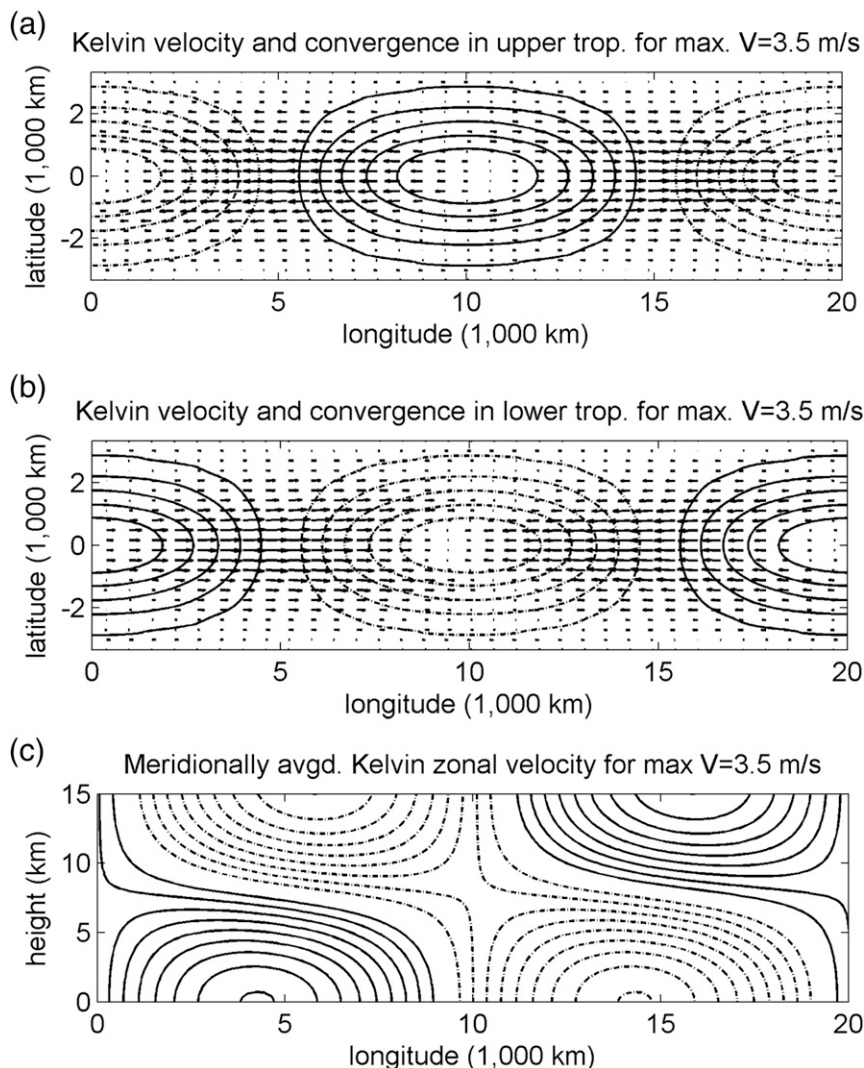 (a)
Kelvin velocity and convergence in upper trop. for max. V=3.5 m/s
latitude (1,000 km)
2
0
-2
0 5 10 15 20
longitude (1,000 km)
(b)
Kelvin velocity and convergence in lower trop. for max. V=3.5 m/s
latitude (1,000 km)
2
0
-2
0 5 10 15 20
longitude (1,000 km)
(c)
Meridionally avgd. Kelvin zonal velocity for max V=3.5 m/s
height (km)
15
10
5
0
0 5 10 15 20
longitude (1,000 km)